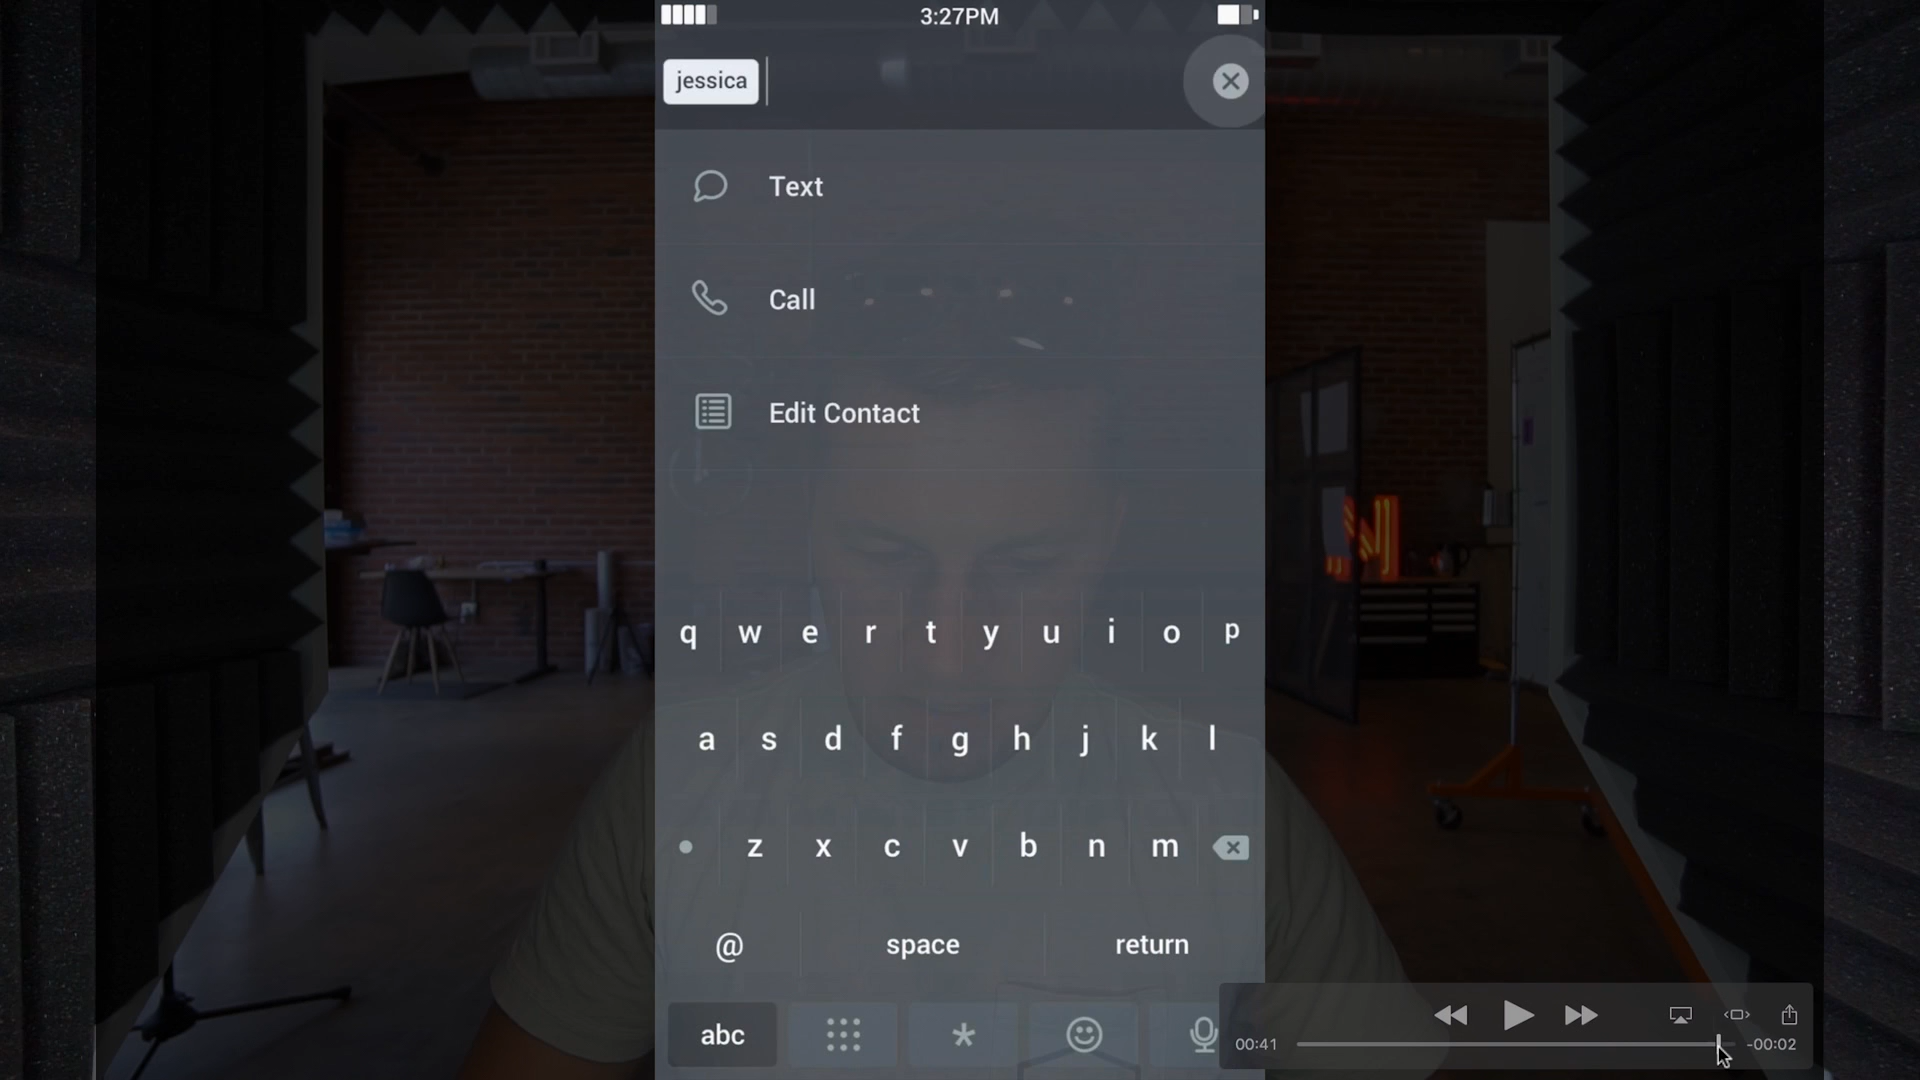 3:27PM
jessica
Text
Call
Edit Contact
q w e r t y u i o p
a s d f g h j k l
z x c v b n m
@ space return
abc *
00:41 -00:02